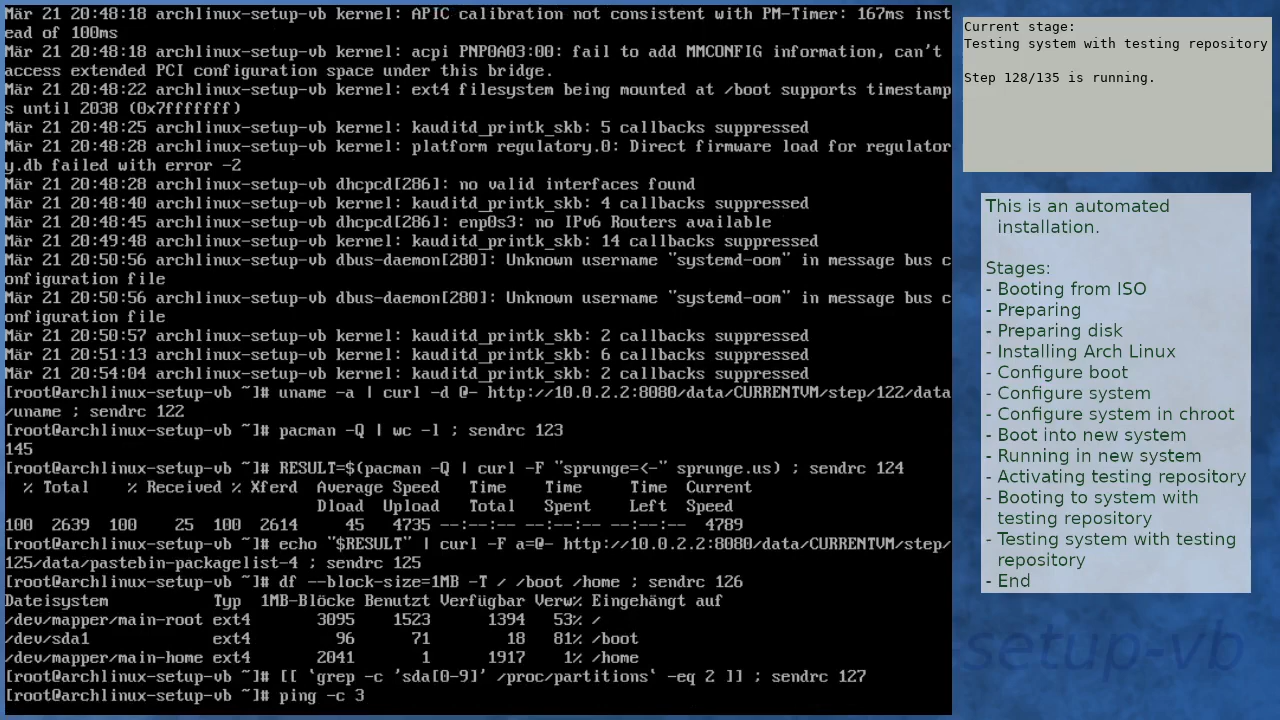 Mär 21 20:48:18 archlinux-setup-vb kernel: APIC calibration not consistent with PM-Timer: 167ms inst
ead of 100ms
Mär 21 20:48:18 archlinux-setup-vb kernel: acpi PNP0A03:00: fail to add MMCONFIG information, can't
access extended PCI configuration space under this bridge.
Mär 21 20:48:22 archlinux-setup-vb kernel: ext4 filesystem being mounted at /boot supports timestamp
s until 2038 (0x7fffffff)
Mär 21 20:48:25 archlinux-setup-vb kernel: kauditd_printk_skb: 5 callbacks suppressed
Mär 21 20:48:28 archlinux-setup-vb kernel: platform regulatory.0: Direct firmware load for regulator
y.db failed with error -2
Mär 21 20:48:28 archlinux-setup-vb dhcpcd[286]: no valid interfaces found
Mär 21 20:48:40 archlinux-setup-vb kernel: kauditd_printk_skb: 4 callbacks suppressed
Mär 21 20:48:45 archlinux-setup-vb dhcpcd[286]: enp0s3: no IPv6 Routers available
Mär 21 20:49:48 archlinux-setup-vb kernel: kauditd_printk_skb: 14 callbacks suppressed
Mär 21 20:50:56 archlinux-setup-vb dbus-daemon[280]: Unknown username "systemd-oom" in message bus c
onfiguration file
Mär 21 20:50:56 archlinux-setup-vb dbus-daemon[280]: Unknown username "systemd-oom" in message bus c
onfiguration file
Mär 21 20:50:57 archlinux-setup-vb kernel: kauditd_printk_skb: 2 callbacks suppressed
Mär 21 20:51:13 archlinux-setup-vb kernel: kauditd_printk_skb: 6 callbacks suppressed
Mär 21 20:54:04 archlinux-setup-vb kernel: kauditd_printk_skb: 2 callbacks suppressed
[root@archlinux-setup-vb ~]# uname -a | curl -d @- http://10.0.2.2:8080/data/CURRENTVM/step/122/data
/uname ; sendrc 122
[root@archlinux-setup-vb ~]# pacman -Q | wc -l ; sendrc 123
145
[root@archlinux-setup-vb ~]# RESULT=$(pacman -Q | curl -F "sprunge=<-" sprunge.us) ; sendrc 124
  % Total    % Received % Xferd  Average Speed   Time    Time     Time  Current
                                 Dload  Upload   Total   Spent    Left  Speed
100  2639  100    25  100  2614     45   4735 --:--:-- --:--:-- --:--:--  4789
[root@archlinux-setup-vb ~]# echo "$RESULT" | curl -F a=@- http://10.0.2.2:8080/data/CURRENTVM/step/
125/data/pastebin-packagelist-4 ; sendrc 125
[root@archlinux-setup-vb ~]# df --block-size=1MB -T / /boot /home ; sendrc 126
Dateisystem           Typ  1MB-Blöcke Benutzt Verfügbar Verw% Eingehängt auf
/dev/mapper/main-root ext4       3095    1523      1394   53% /
/dev/sda1             ext4         96      71        18   81% /boot
/dev/mapper/main-home ext4       2041       1      1917    1% /home
[root@archlinux-setup-vb ~]# [[ `grep -c 'sda[0-9]' /proc/partitions` -eq 2 ]] ; sendrc 127
[root@archlinux-setup-vb ~]# ping -c 3
Current stage:
Testing system with testing repository
Step 128/135 is running.
This is an automated
installation.
Stages:
- Booting from ISO
- Preparing
- Preparing disk
- Installing Arch Linux
- Configure boot
- Configure system
- Configure system in chroot
- Boot into new system
- Running in new system
- Activating testing repository
- Booting to system with
testing repository
- Testing system with testing
repository
- End
setup-vb